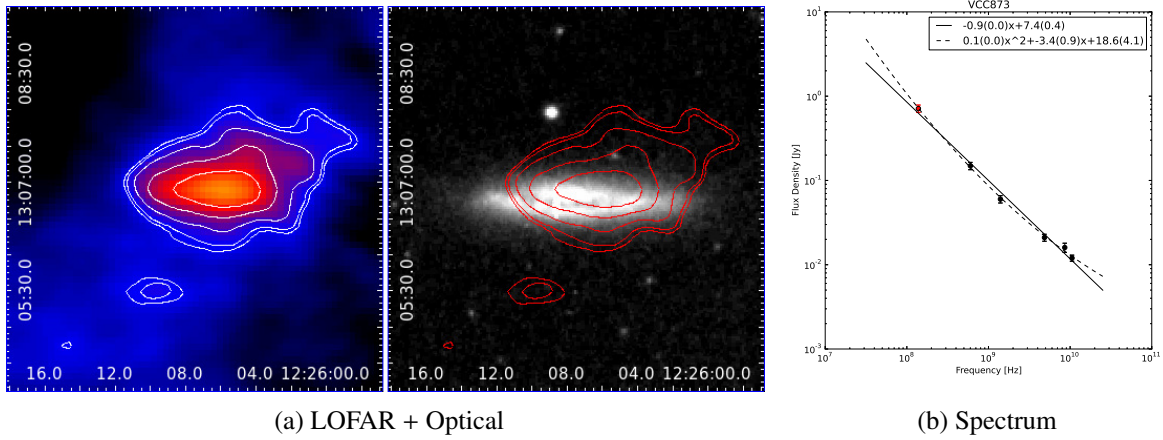 08:30.0
13:07:00.0
05:30.0
16.0 12.0 08.0 04.0 12:26:00.0
08:30.0
13:07:00.0
05:30.0
16.0 12.0 08.0 04.0 12:26:00.0
(a) LOFAR + Optical
VCC873
-0.9(0.0)x+7.4(0.4)
0.1(0.0)x^2+-3.4(0.9)x+18.6(4.1)
Flux Density [Jy]
10^1
10^0
10^-1
10^-2
10^-3
10^7 10^8 10^9 10^10 10^11
Frequency [Hz]
(b) Spectrum